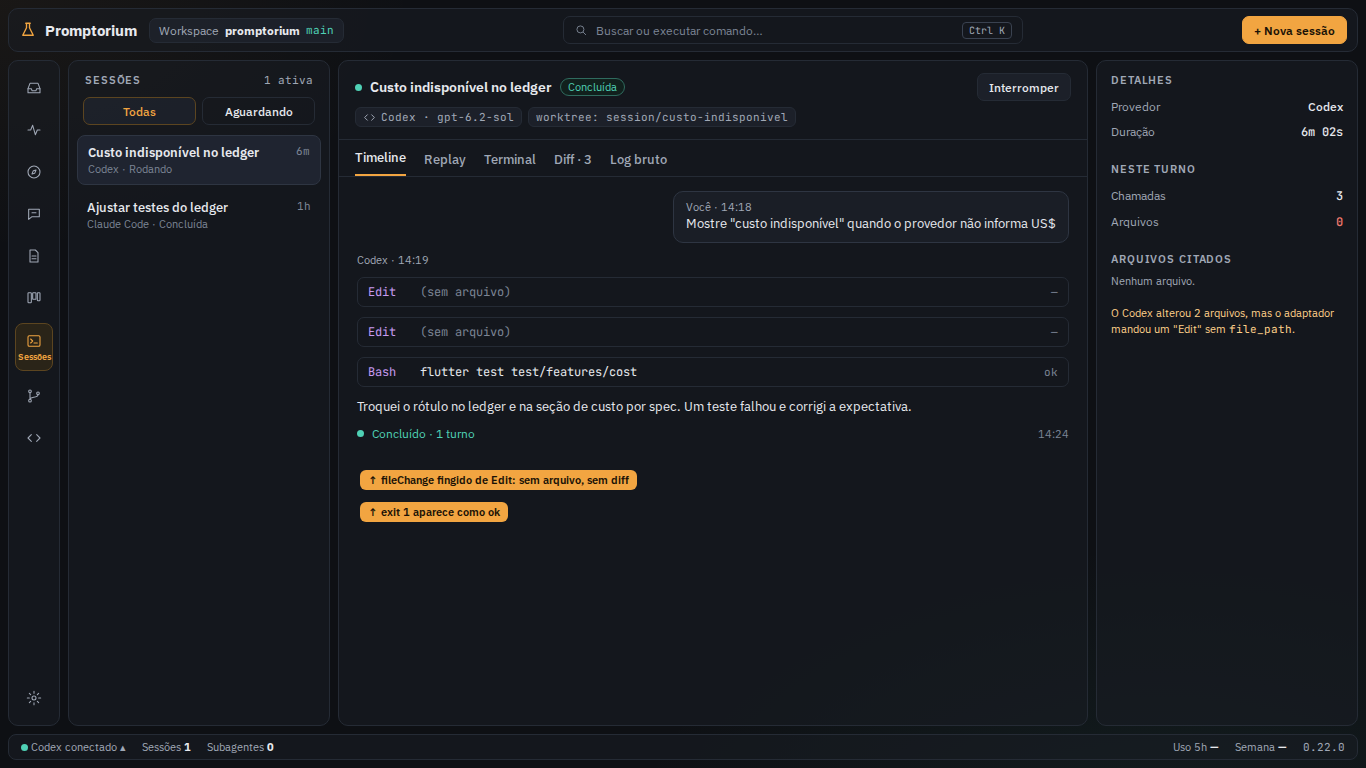 Promptorium
Workspace promptorium main
Buscar ou executar comando...
Ctrl K
+ Nova sessão
Sessões
SESSÕES
1 ativa
Todas
Aguardando
Custo indisponível no ledger
6m
Codex · Rodando
Ajustar testes do ledger
1h
Claude Code · Concluída
Custo indisponível no ledger
Concluída
Interromper
Codex · gpt-6.2-sol
worktree: session/custo-indisponivel
Timeline
Replay
Terminal
Diff · 3
Log bruto
Você · 14:18
Mostre "custo indisponível" quando o provedor não informa US$
Codex · 14:19
Edit (sem arquivo) —
Edit (sem arquivo) —
Bash flutter test test/features/cost ok
Troquei o rótulo no ledger e na seção de custo por spec. Um teste falhou e corrigi a expectativa.
Concluído · 1 turno
14:24
↑ fileChange fingido de Edit: sem arquivo, sem diff
↑ exit 1 aparece como ok
DETALHES
Provedor Codex
Duração 6m 02s
NESTE TURNO
Chamadas 3
Arquivos 0
ARQUIVOS CITADOS
Nenhum arquivo.
O Codex alterou 2 arquivos, mas o adaptador
mandou um "Edit" sem file_path.
Codex conectado ▴
Sessões 1
Subagentes 0
Uso 5h —
Semana —
0.22.0